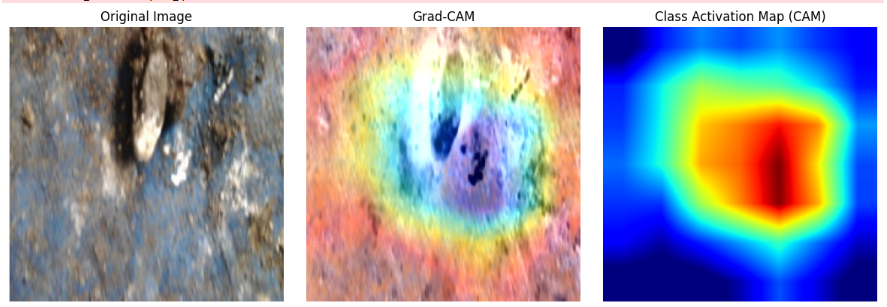 Original Image
Grad-CAM
Class Activation Map (CAM)